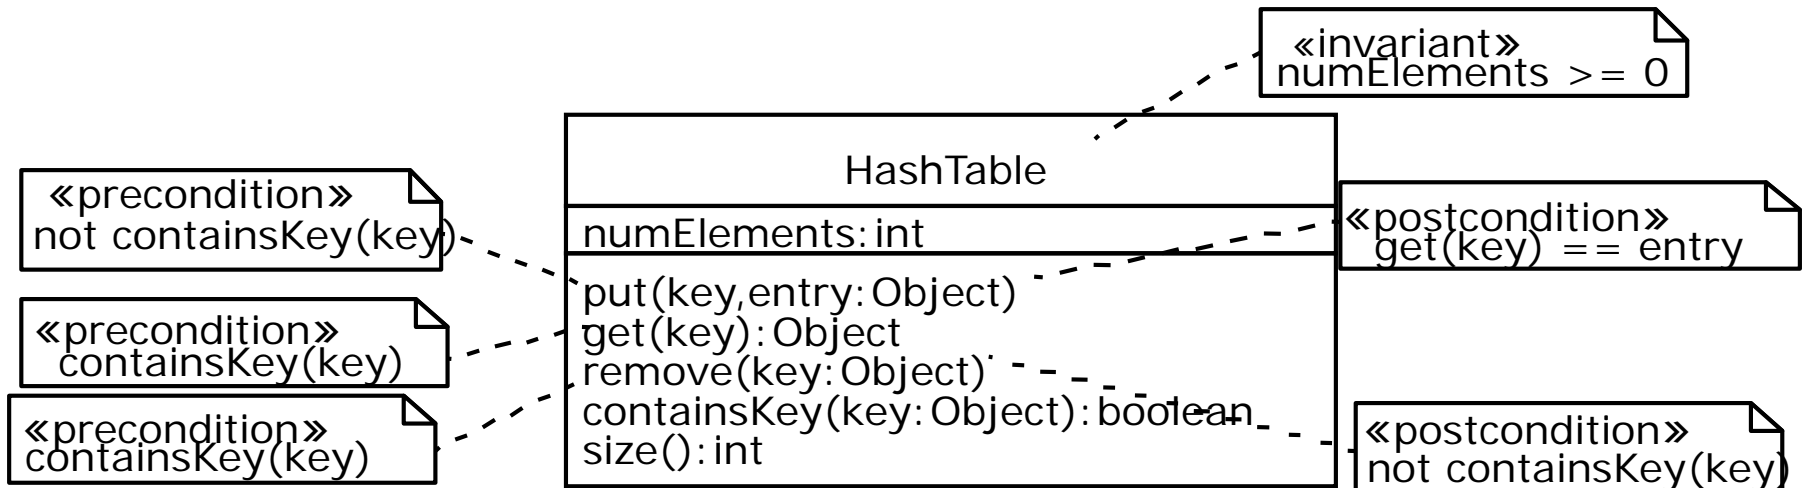 «invariant»
numElements >= 0
HashTable
«precondition»
not containsKey(key)
«postcondition»
get(key) == entry
numElements:int
put(key,entry:Object)
get(key):Object
remove(key:Object)
containsKey(key:Object):boolean
size():int
«precondition»
containsKey(key)
«precondition»
containsKey(key)
«postcondition»
not containsKey(key)